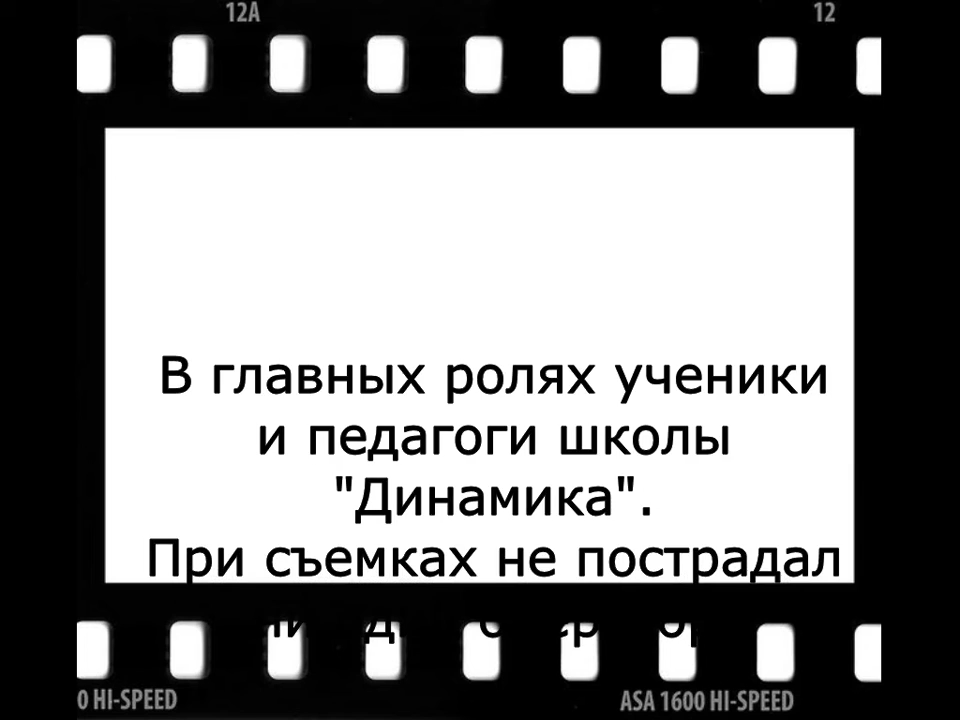 12A
12
В главных ролях ученики
и педагоги школы
"Динамика".
При съемках не пострадал
0 HI-SPEED
ASA 1600 HI-SPEED